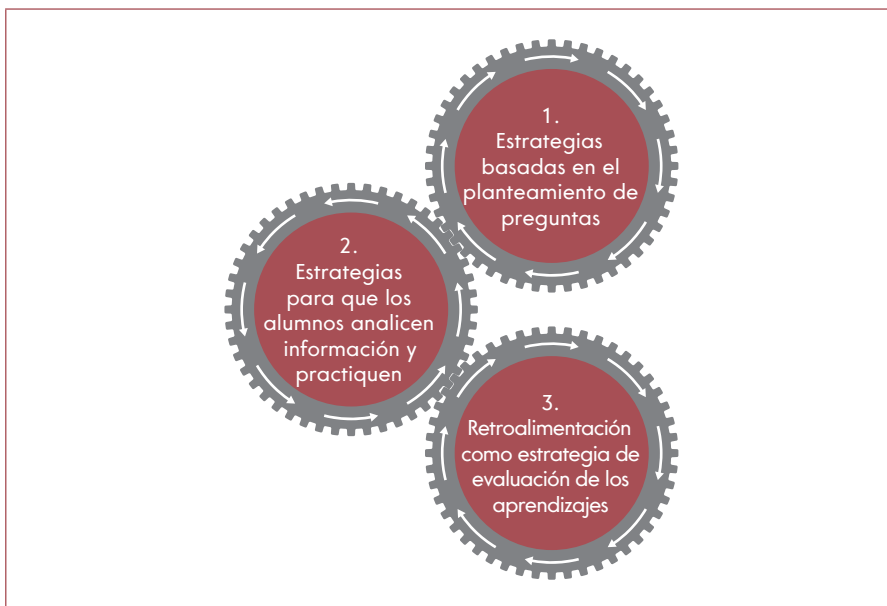 1.
Estrategias
basadas en el
planteamiento de
preguntas
2.
Estrategias
para que los
alumnos analicen
información y
practiquen
3.
Retroalimentación
como estrategia de
evaluación de los
aprendizajes